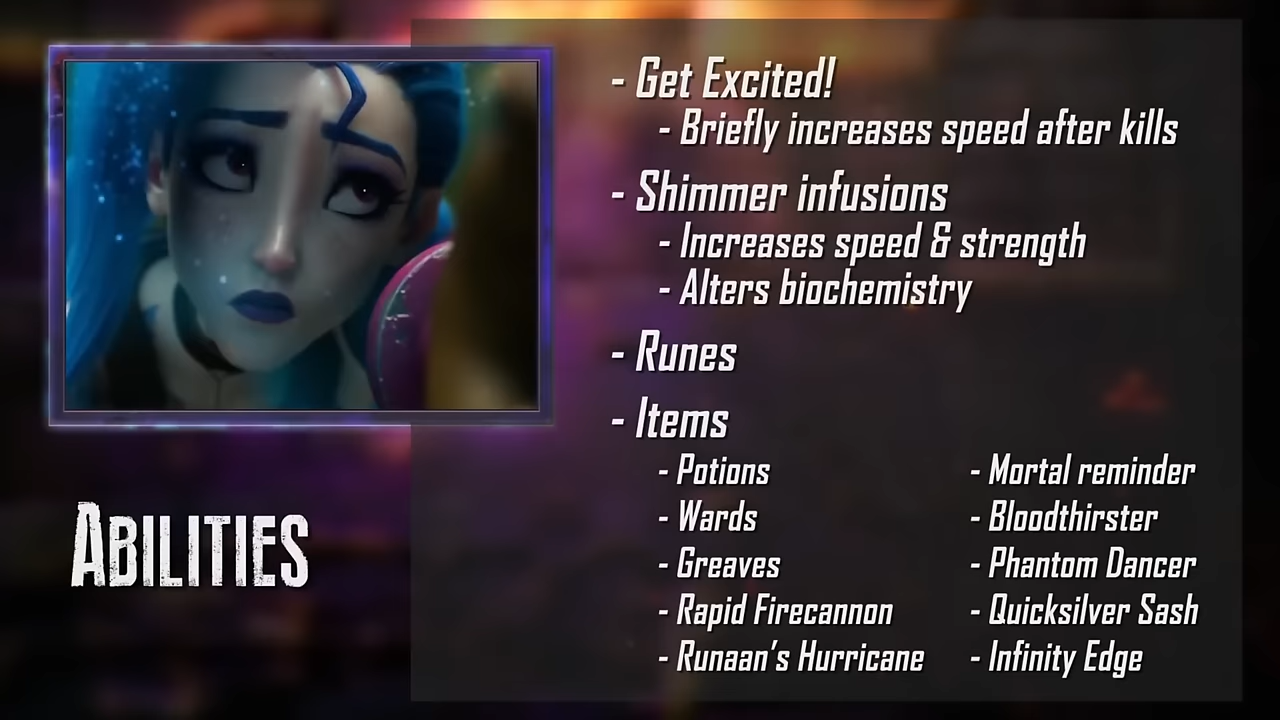 - Get Excited!
- Briefly increases speed after kills
- Shimmer infusions
- Increases speed & strength
- Alters biochemistry
- Runes
- Items
- Potions
- Wards
- Greaves
- Rapid Firecannon
- Runaan's Hurricane
- Mortal reminder
- Bloodthirster
- Phantom Dancer
- Quicksilver Sash
- Infinity Edge
Abilities